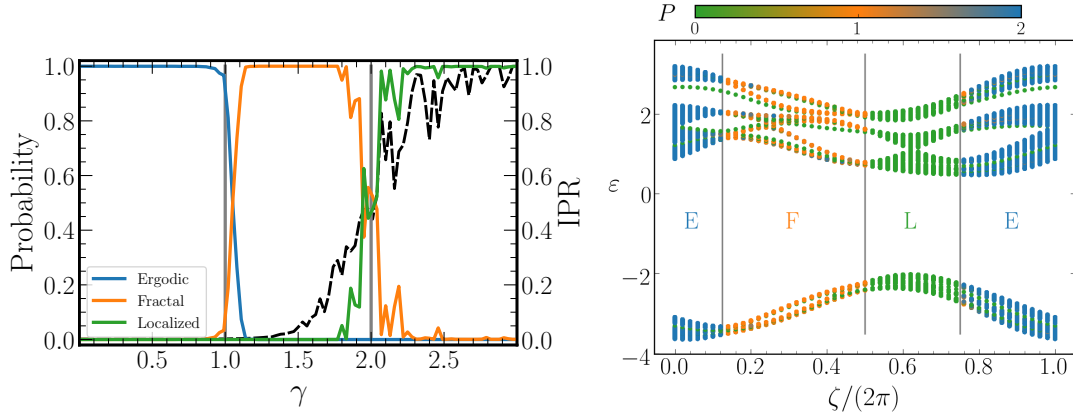 P
0 1 2
1.0
0.8
0.6
0.4
0.2
0.0
Probability
Ergodic
Fractal
Localized
0.5 1.0 1.5 2.0 2.5
γ
1.0
0.8
0.6
0.4
0.2
0.0
IPR
2
0
−2
−4
ε
E F L E
0.0 0.2 0.4 0.6 0.8 1.0
ζ/(2π)